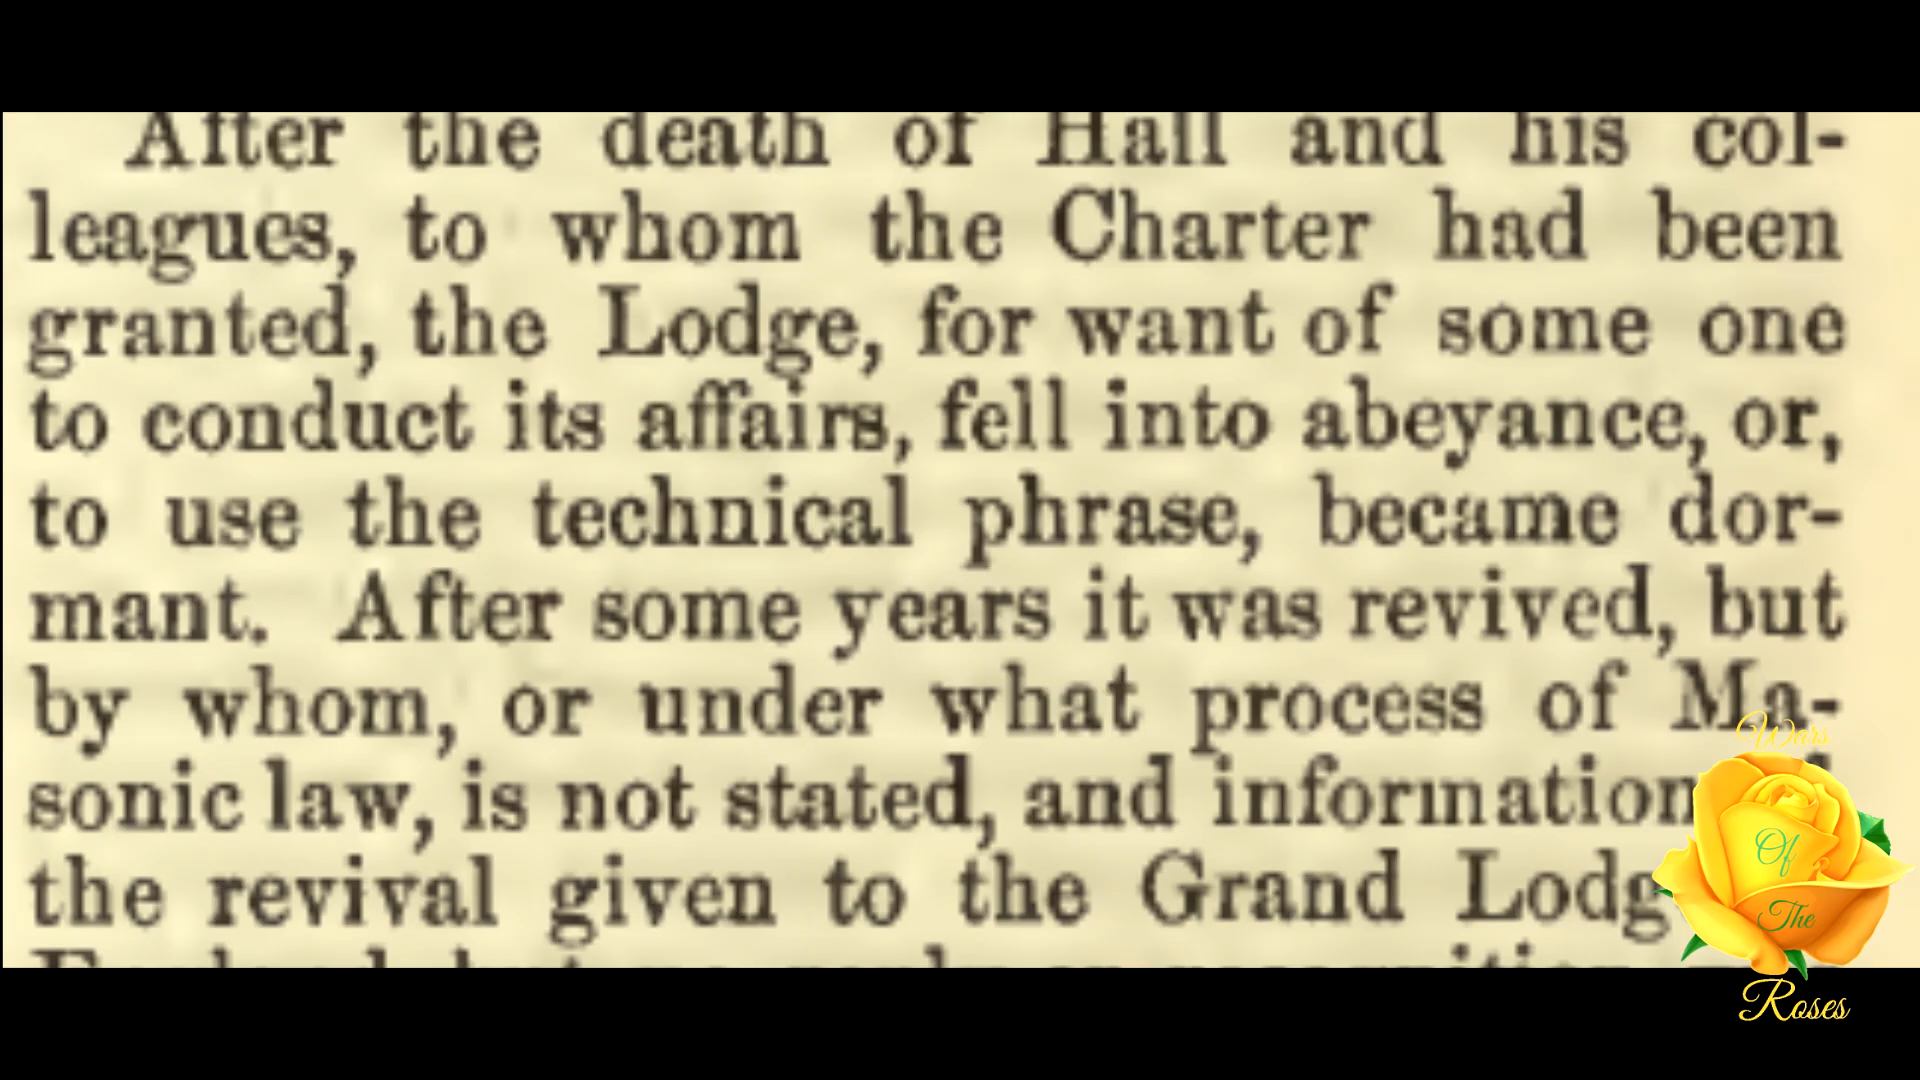 After the death of Hall and his col-
leagues, to whom the Charter had been
granted, the Lodge, for want of some one
to conduct its affairs, fell into abeyance, or,
to use the technical phrase, became dor-
mant. After some years it was revived, but
by whom, or under what process of Ma-
sonic law, is not stated, and information
the revival given to the Grand Lodg
Wars
Of
The
Roses